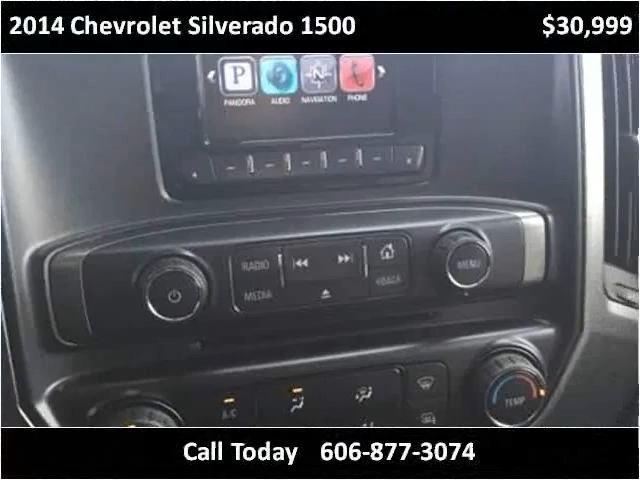 2014 Chevrolet Silverado 1500 $30,999
P N
PANDORA AUDIO NAVIGATION PHONE
RADIO
MEDIA
BACK
MENU
A/C
TEMP
Call Today 606-877-3074